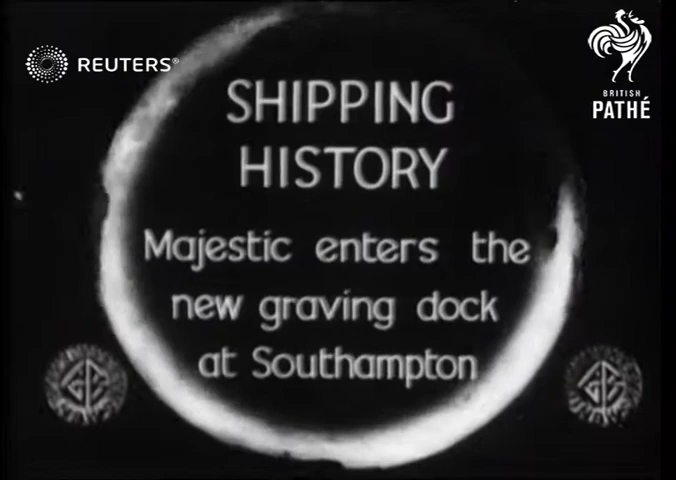 REUTERS®
BRITISH
PATHÉ
SHIPPING
HISTORY
Majestic enters the
new graving dock
at Southampton